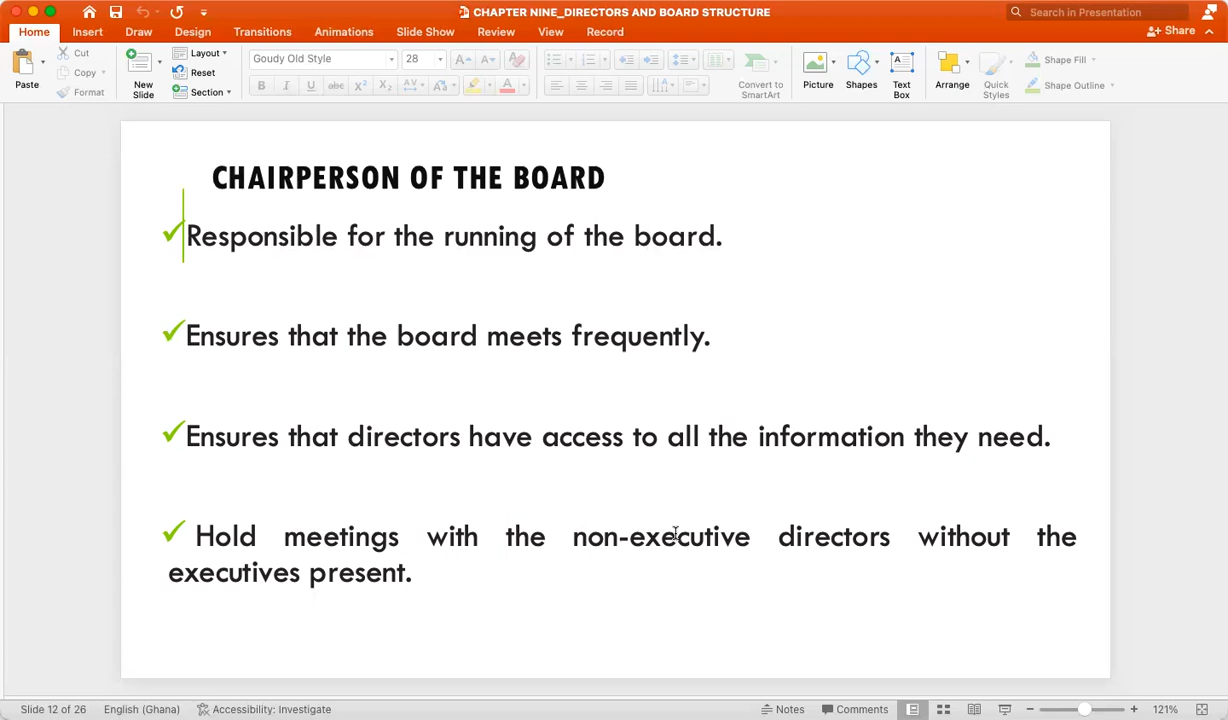 CHAPTER NINE_DIRECTORS AND BOARD STRUCTURE
Search in Presentation
Home Insert Draw Design Transitions Animations Slide Show Review View Record
Share
Paste
Cut
Copy
Format
New Slide
Layout
Reset
Section
Goudy Old Style
28
Convert to SmartArt
Picture
Shapes
Text Box
Arrange
Quick Styles
Shape Fill
Shape Outline
CHAIRPERSON OF THE BOARD
Responsible for the running of the board.
Ensures that the board meets frequently.
Ensures that directors have access to all the information they need.
Hold meetings with the non-executive directors without the
executives present.
Slide 12 of 26 English (Ghana) Accessibility: Investigate Notes Comments 121%